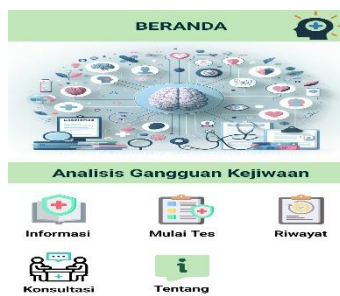 BERANDA
Analisis Gangguan Kejiwaan
Informasi
Mulai Tes
Riwayat
Konsultasi
Tentang